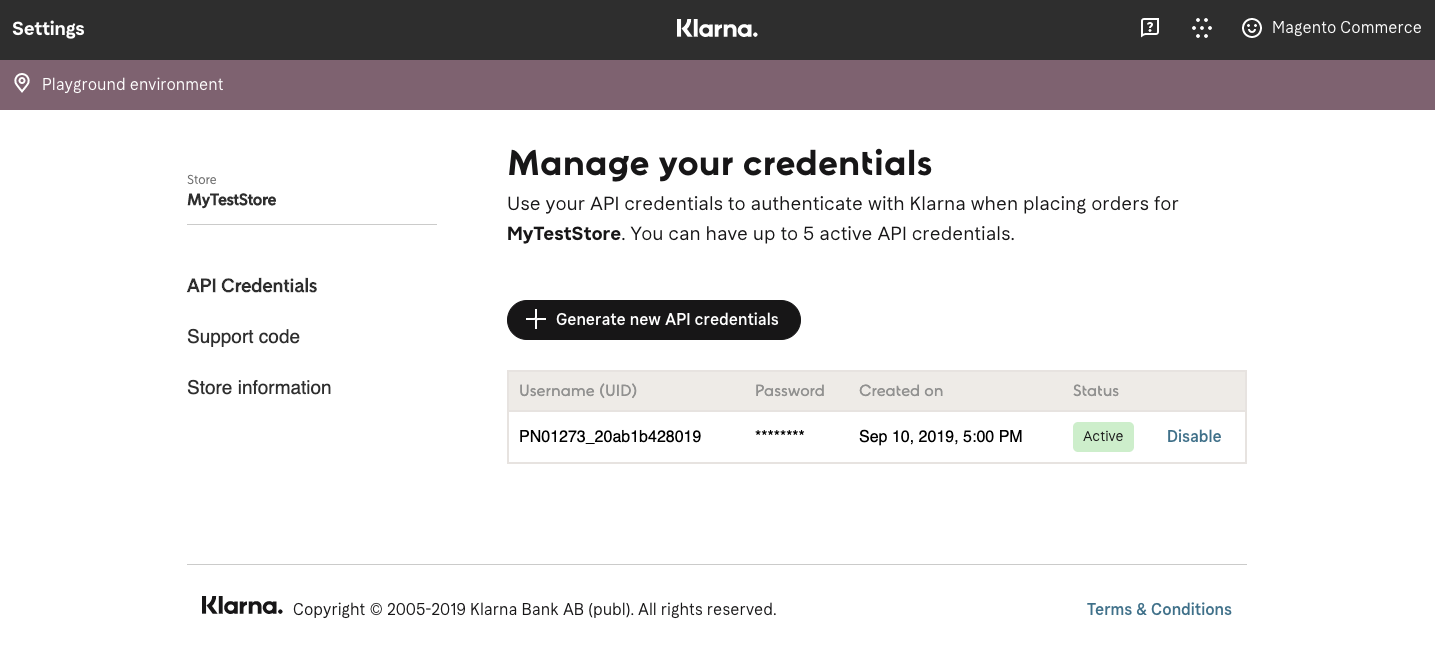 Settings
Klarna.
Magento Commerce
Playground environment
Store
MyTestStore
API Credentials
Support code
Store information
Manage your credentials
Use your API credentials to authenticate with Klarna when placing orders for
MyTestStore. You can have up to 5 active API credentials.
Generate new API credentials
Username (UID) Password Created on Status
PN01273_20ab1b428019 ******** Sep 10, 2019, 5:00 PM Active Disable
Klarna. Copyright © 2005-2019 Klarna Bank AB (publ). All rights reserved. Terms & Conditions